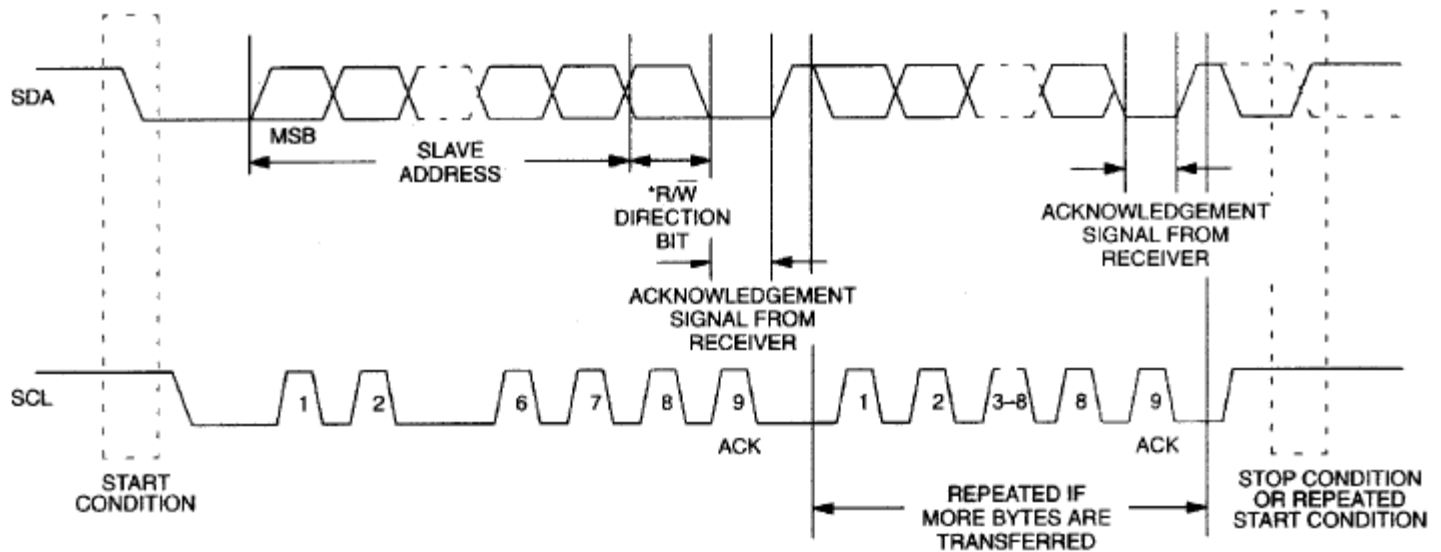 SDA
MSB
SLAVE
ADDRESS
*R/W̅
DIRECTION
BIT
ACKNOWLEDGEMENT
SIGNAL FROM
RECEIVER
ACKNOWLEDGEMENT
SIGNAL FROM
RECEIVER
SCL
1 2 6 7 8 9 1 2 3–8 8 9
ACK ACK
START
CONDITION
REPEATED IF
MORE BYTES ARE
TRANSFERRED
STOP CONDITION
OR REPEATED
START CONDITION